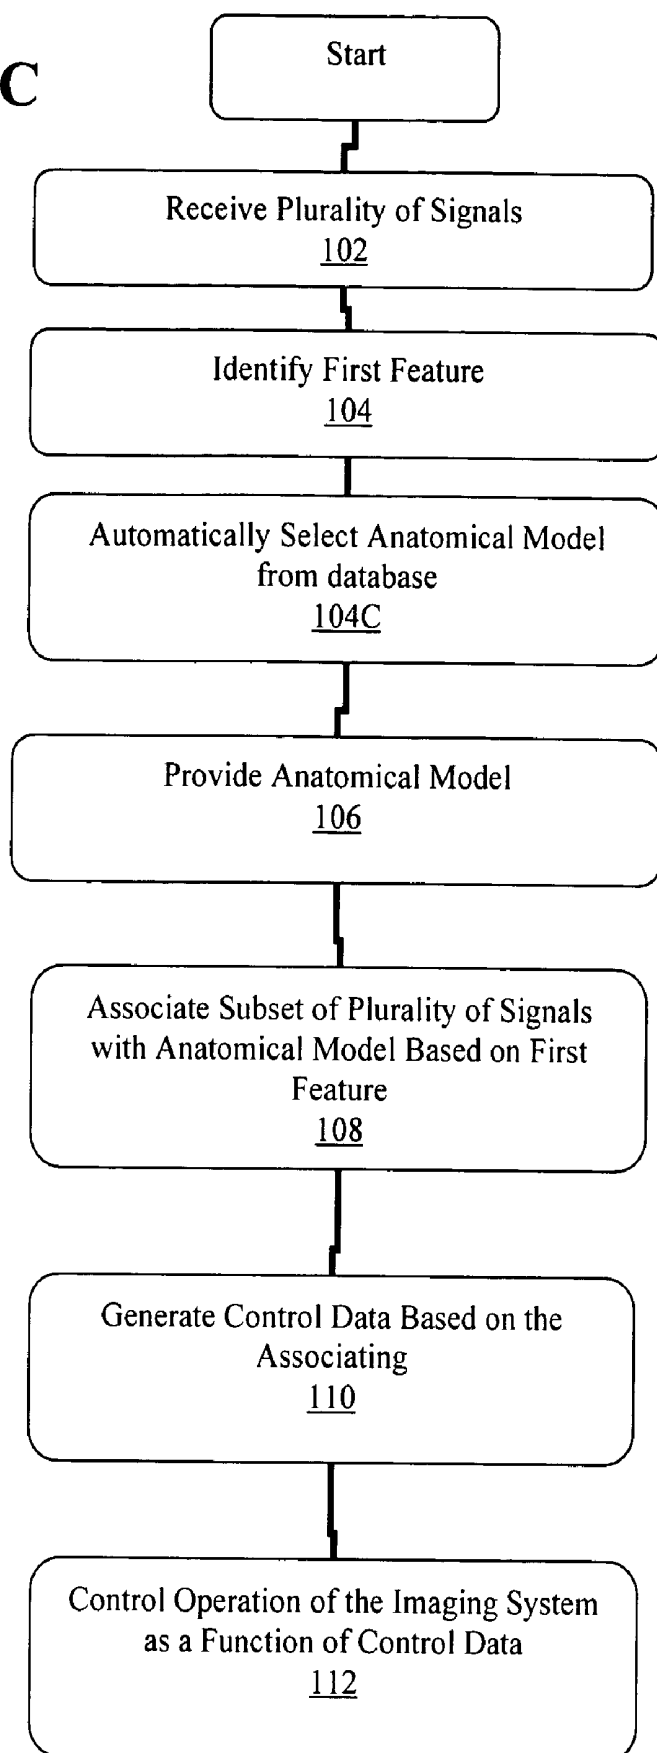 C
Start
Receive Plurality of Signals
102
Identify First Feature
104
Automatically Select Anatomical Model
from database
104C
Provide Anatomical Model
106
Associate Subset of Plurality of Signals
with Anatomical Model Based on First
Feature
108
Generate Control Data Based on the
Associating
110
Control Operation of the Imaging System
as a Function of Control Data
112